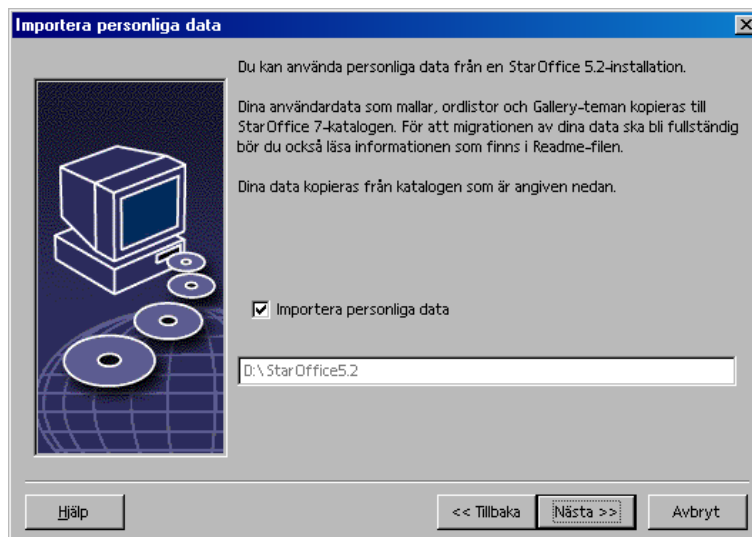 Importera personliga data
Du kan använda personliga data från en StarOffice 5.2-installation.
Dina användardata som mallar, ordlistor och Gallery-teman kopieras till
StarOffice 7-katalogen. För att migrationen av dina data ska bli fullständig
bör du också läsa informationen som finns i Readme-filen.
Dina data kopieras från katalogen som är angiven nedan.
Importera personliga data
D:\StarOffice5.2
Hjälp
<< Tillbaka
Nästa >>
Avbryt